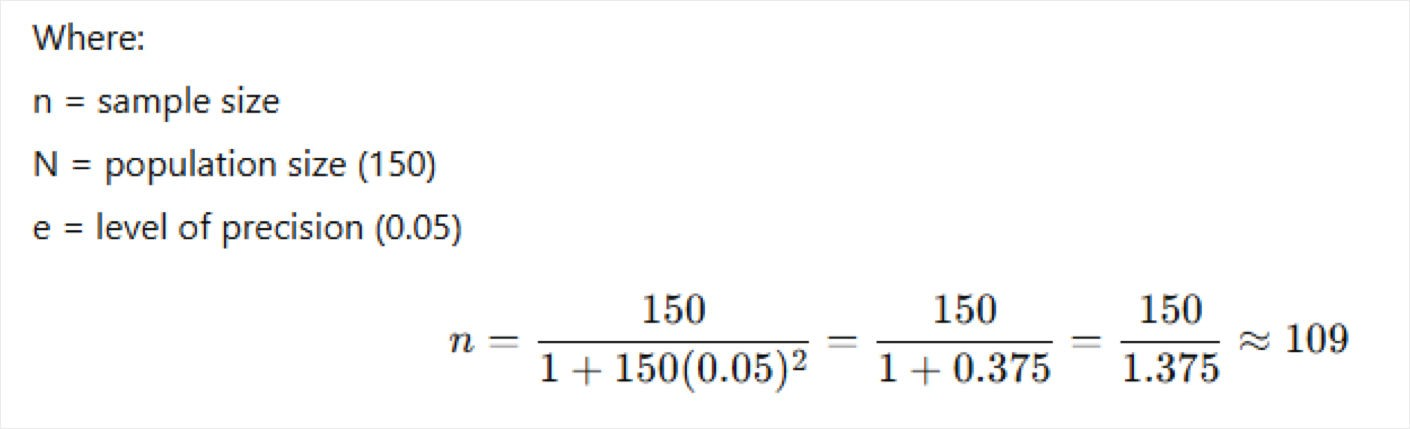 Where:
n = sample size
N = population size (150)
e = level of precision (0.05)
n = 150 / (1 + 150(0.05)²) = 150 / (1 + 0.375) = 150 / 1.375 ≈ 109